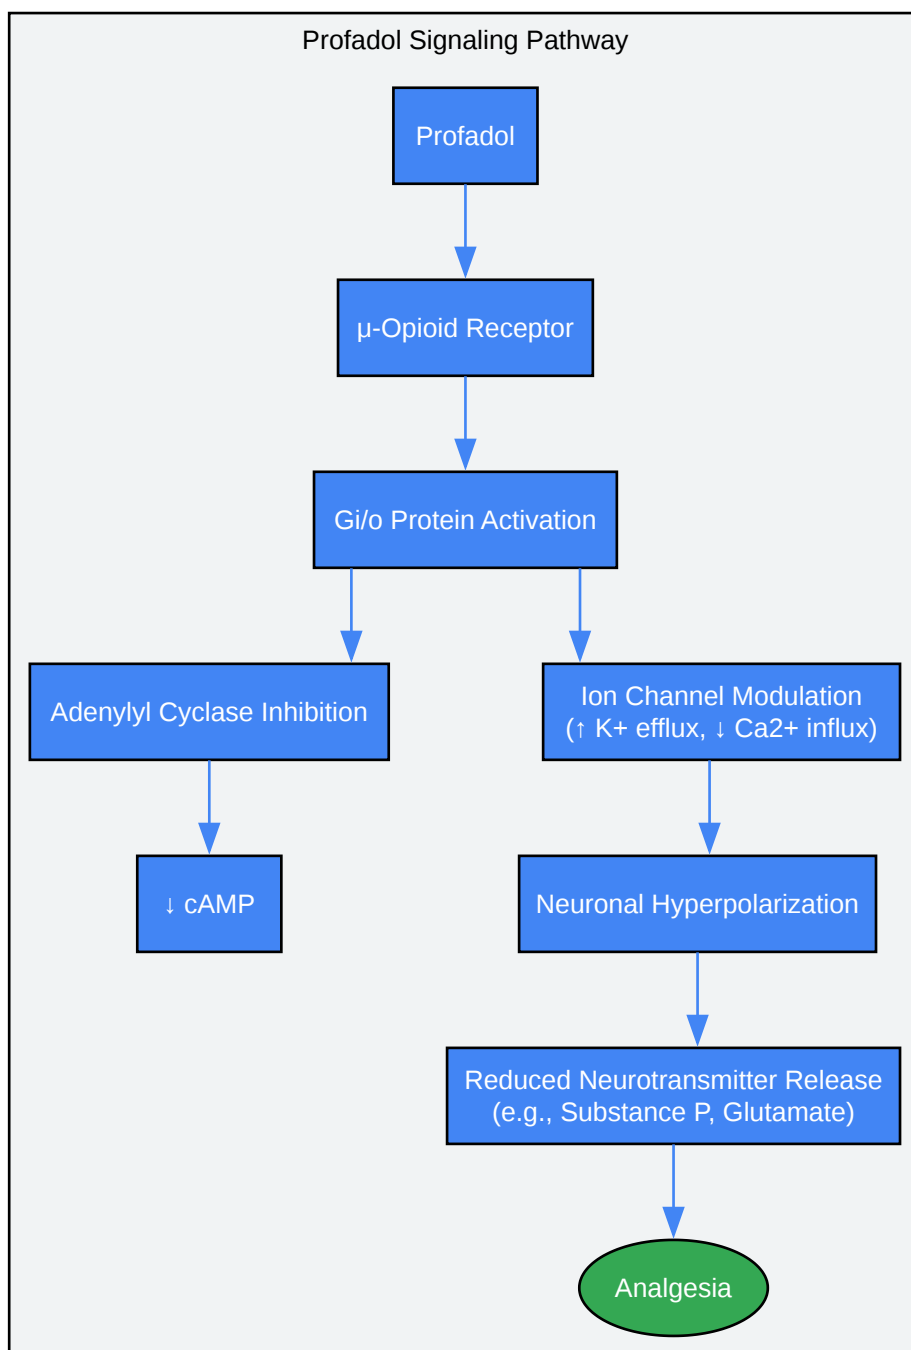 Profadol Signaling Pathway
Profadol
μ-Opioid Receptor
Gi/o Protein Activation
Adenylyl Cyclase Inhibition
Ion Channel Modulation
(↑ K+ efflux, ↓ Ca2+ influx)
↓ cAMP
Neuronal Hyperpolarization
Reduced Neurotransmitter Release
(e.g., Substance P, Glutamate)
Analgesia